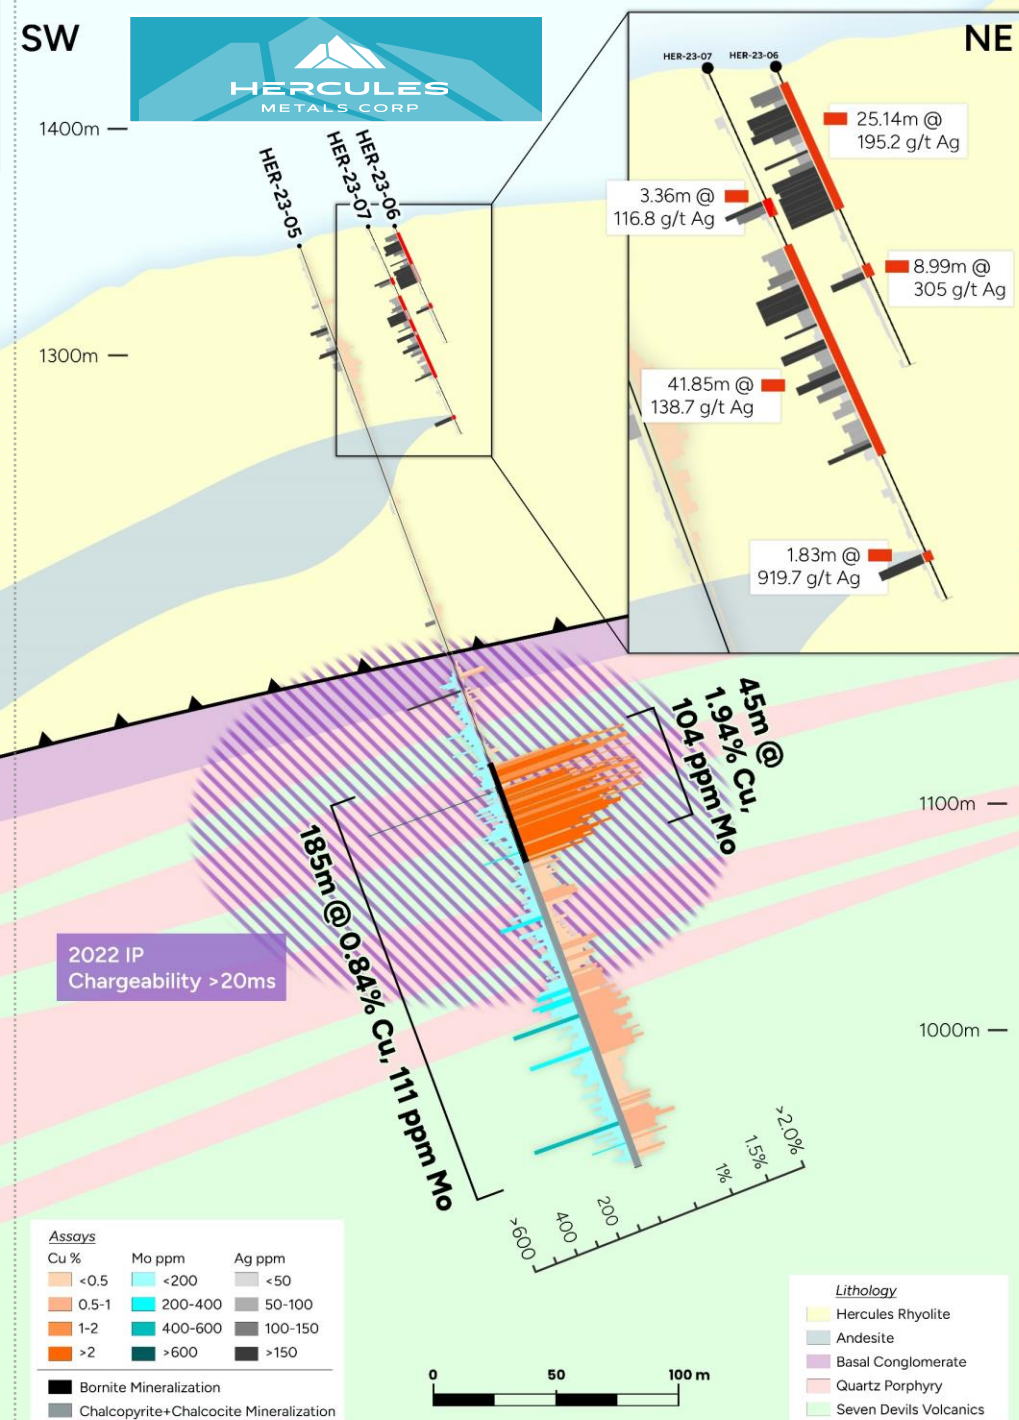 SW
HERCULES
METALS CORP
NE
1400m
HER-23-05
HER-23-07
HER-23-06
HER-23-07
HER-23-06
25.14m @
195.2 g/t Ag
3.36m @
116.8 g/t Ag
8.99m @
305 g/t Ag
1300m
41.85m @
138.7 g/t Ag
1.83m @
919.7 g/t Ag
45m @
1.94% Cu,
104 ppm Mo
1100m
185m @ 0.84% Cu, 111 ppm Mo
2022 IP
Chargeability >20ms
1000m
>2.0%
1.5%
1%
200
400
>600
Assays
Cu %
<0.5
0.5-1
1-2
>2
Mo ppm
<200
200-400
400-600
>600
Ag ppm
<50
50-100
100-150
>150
Bornite Mineralization
Chalcopyrite+Chalcocite Mineralization
0 50 100 m
Lithology
Hercules Rhyolite
Andesite
Basal Conglomerate
Quartz Porphyry
Seven Devils Volcanics